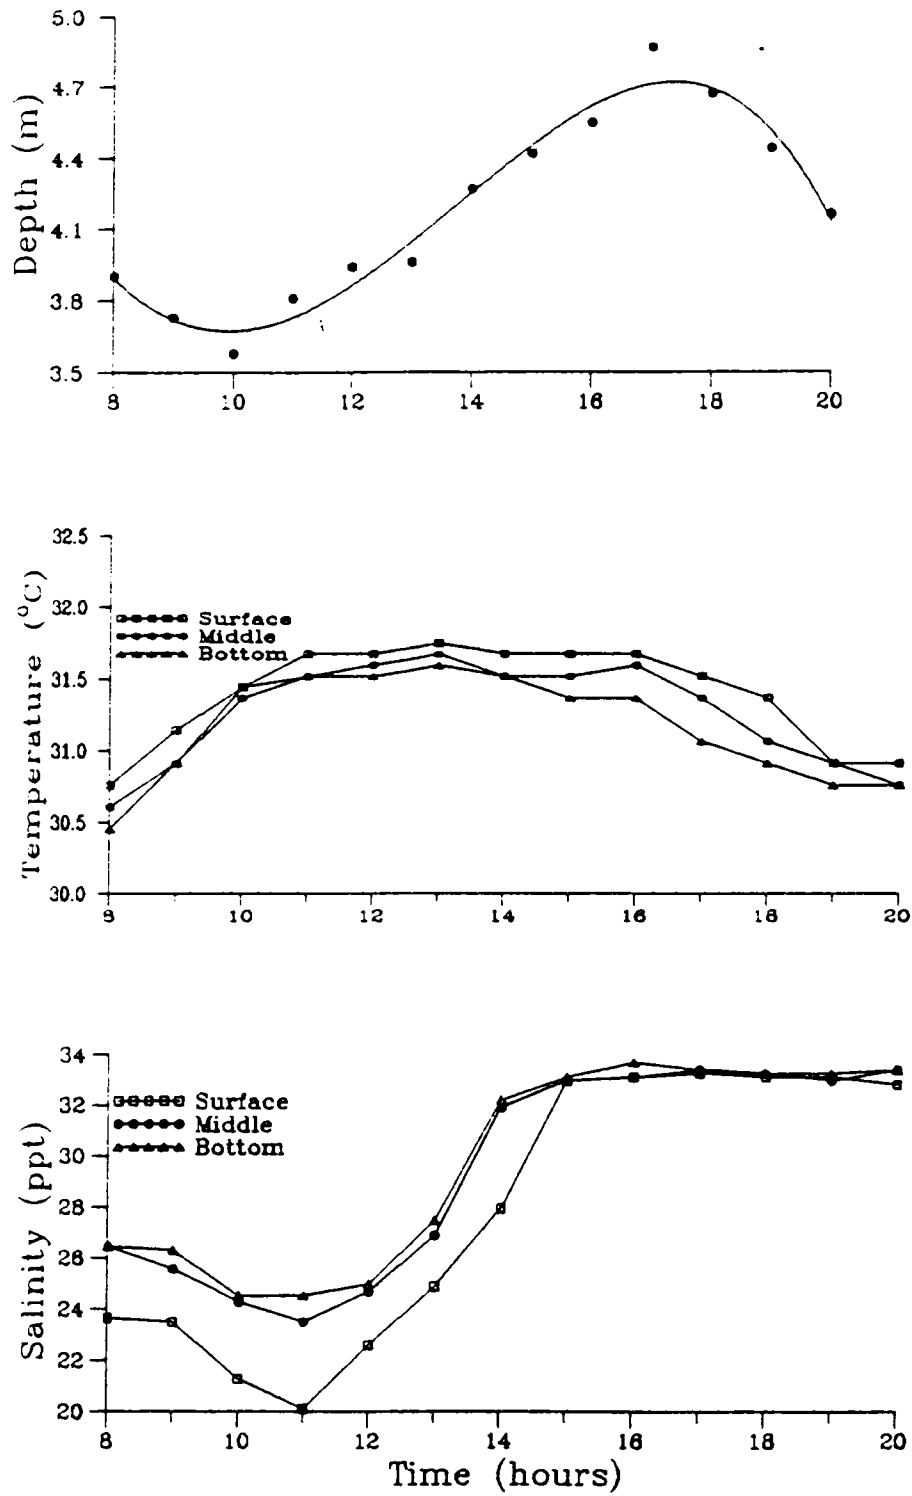 5.0
4.7
4.4
4.1
3.8
3.5
Depth (m)
8 10 12 14 16 18 20
32.5
32.0
31.5
31.0
30.5
30.0
Temperature (°C)
Surface
Middle
Bottom
8 10 12 14 16 18 20
34
32
30
28
26
24
22
20
Salinity (ppt)
Surface
Middle
Bottom
8 10 12 14 16 18 20
Time (hours)